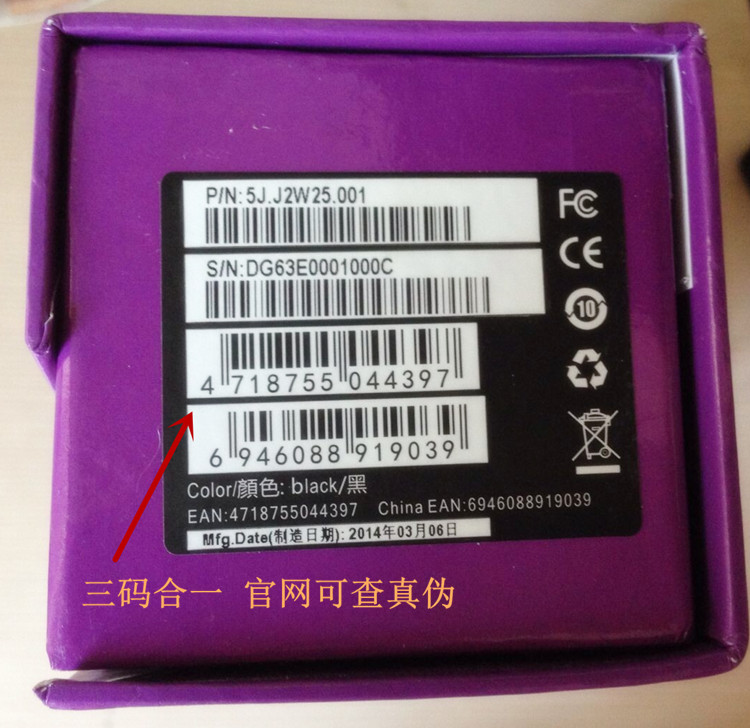 P/N: 5J.J2W25.001
S/N:DG63E0001000C
4 718755 044397
6 946088 919039
Color/顏色: black/黑
EAN:4718755044397 China EAN:6946088919039
Mfg.Date(制造日期): 2014年03月06日
FC
CE
10
三码合一 官网可查真伪